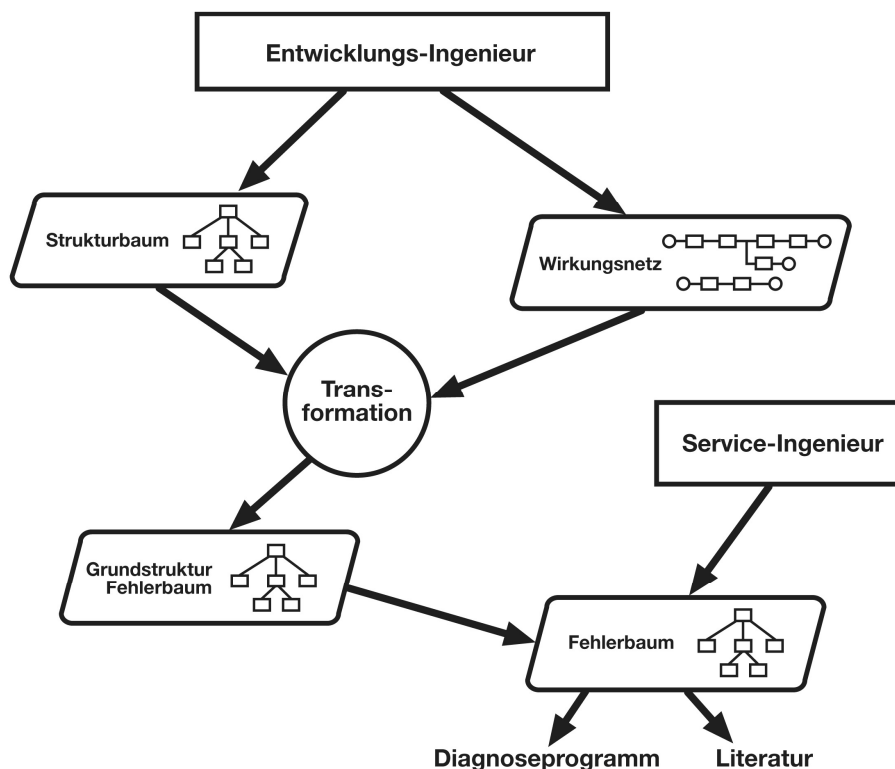 Entwicklungs-Ingenieur
Strukturbaum
Wirkungsnetz
Trans-
formation
Service-Ingenieur
Grundstruktur
Fehlerbaum
Fehlerbaum
Diagnoseprogramm
Literatur